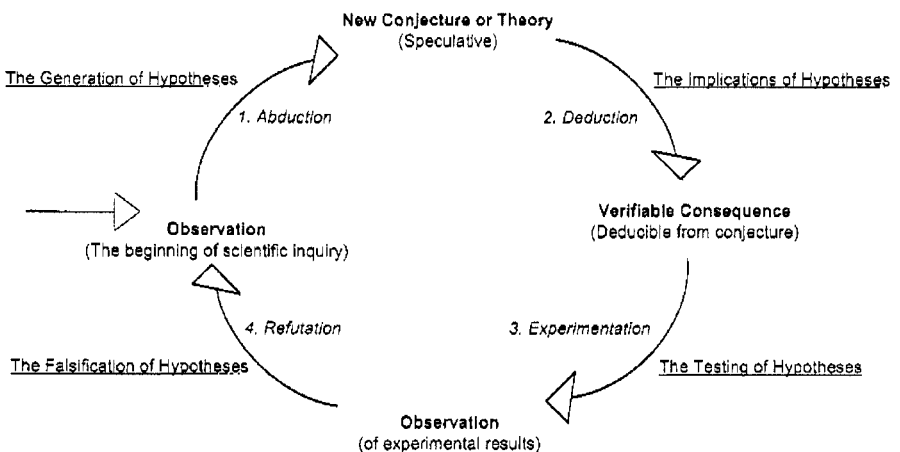 New Conjecture or Theory
(Speculative)
The Generation of Hypotheses
The Implications of Hypotheses
1. Abduction
2. Deduction
Observation
(The beginning of scientific inquiry)
Verifiable Consequence
(Deducible from conjecture)
4. Refutation
3. Experimentation
The Falsification of Hypotheses
The Testing of Hypotheses
Observation
(of experimental results)